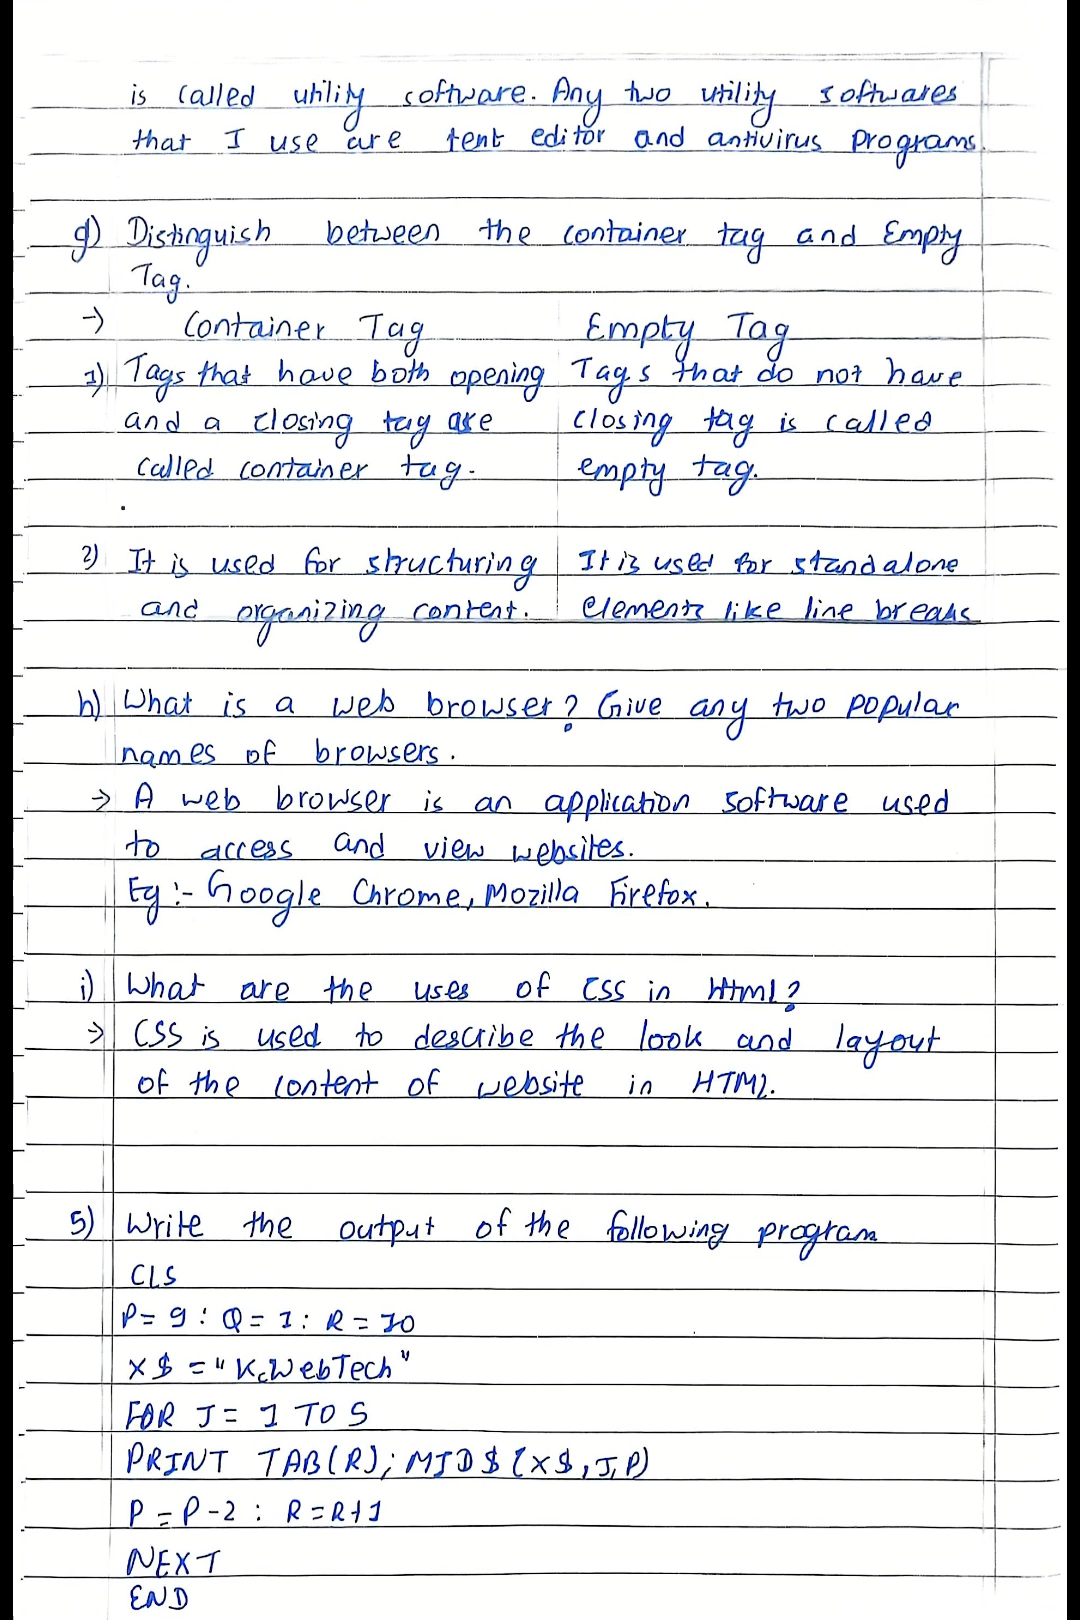 is called utility software. Any two utility softwares
that I use are tent editor and antivirus programs.
g) Distinguish between the container tag and Empty
Tag.
→ Container Tag Empty Tag
1) Tags that have both opening Tags that do not have
and a closing tag are closing tag is called
called container tag. empty tag.
2) It is used for structuring It is used for standalone
and organizing content. elements like line breaks
h) What is a web browser? Give any two popular
names of browsers.
→ A web browser is an application software used
to access and view websites.
Eg:- Google Chrome, Mozilla Firefox.
i) What are the uses of CSS in Html?
→ CSS is used to describe the look and layout
of the content of website in HTML.
5) Write the output of the following program
CLS
P=9: Q=1: R=10
X$ = "KcWebTech"
FOR J = 1 TO 5
PRINT TAB(R); MID$(X$,J,P)
P=P-2 : R=R+1
NEXT
END